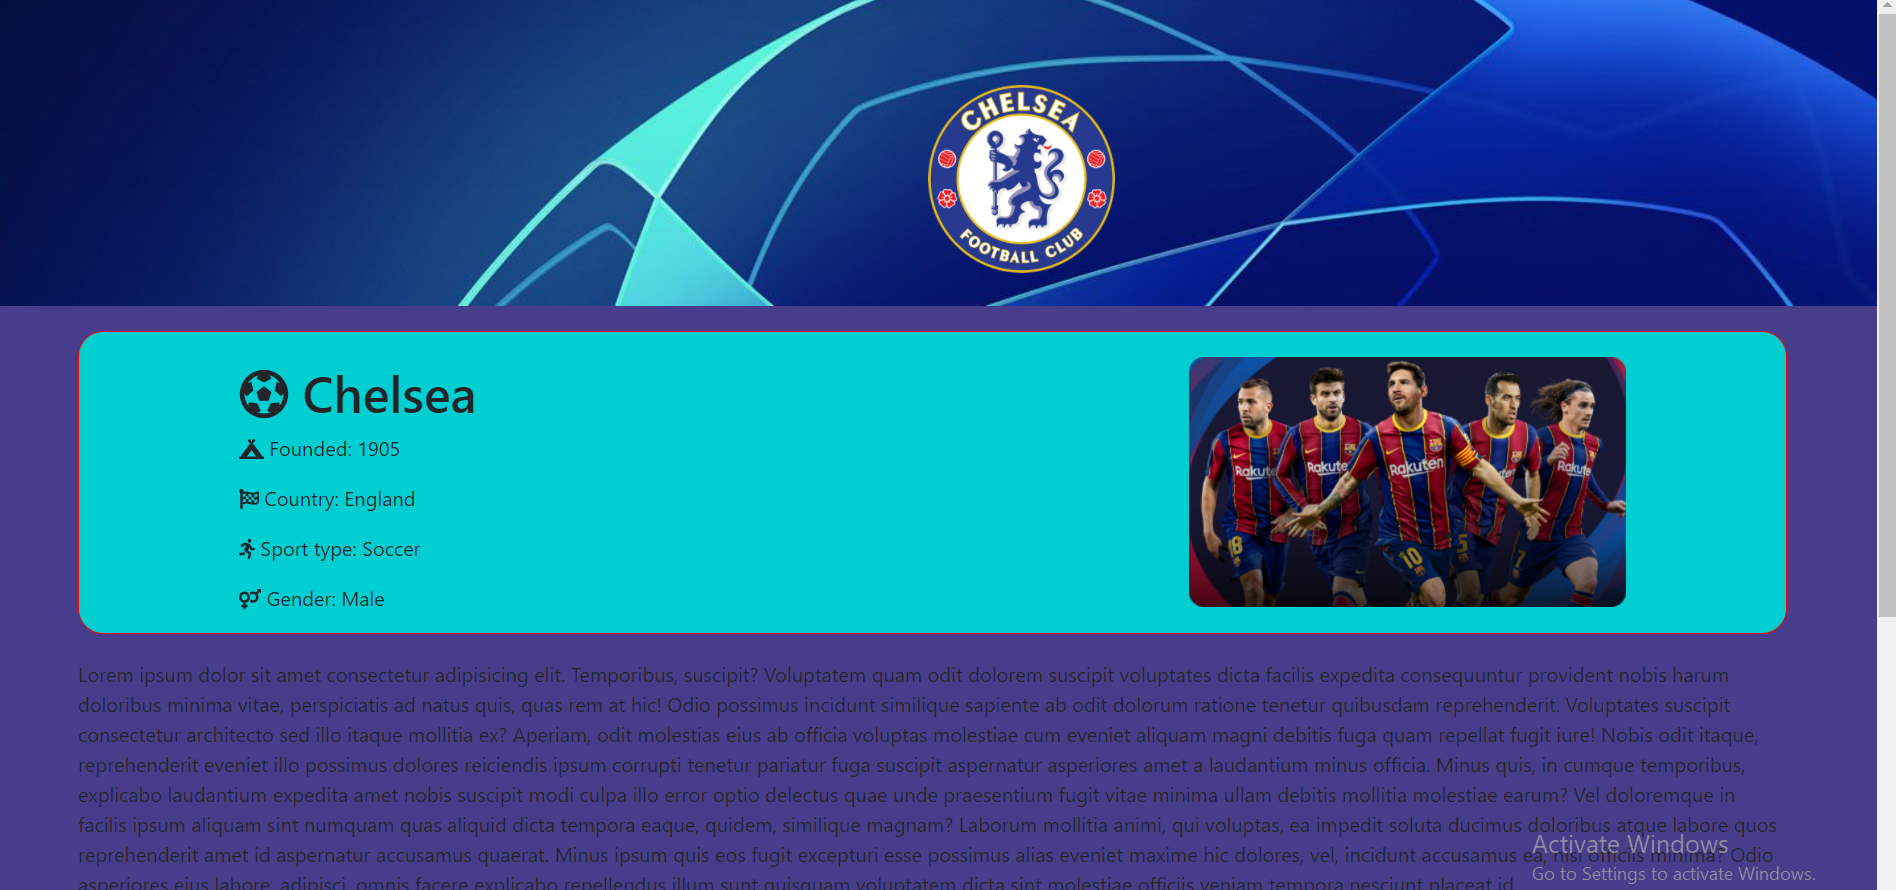 CHELSEA
FOOTBALL CLUB
Chelsea
Founded: 1905
Country: England
Sport type: Soccer
Gender: Male
Rakuten
Rakuten
Rakuten
Rakuten
18
10
5
7
Lorem ipsum dolor sit amet consectetur adipisicing elit. Temporibus, suscipit? Voluptatem quam odit dolorem suscipit voluptates dicta facilis expedita consequuntur provident nobis harum
doloribus minima vitae, perspiciatis ad natus quis, quas rem at hic! Odio possimus incidunt similique sapiente ab odit dolorum ratione tenetur quibusdam reprehenderit. Voluptates suscipit
consectetur architecto sed illo itaque mollitia ex? Aperiam, odit molestias eius ab officia voluptas molestiae cum eveniet aliquam magni debitis fuga quam repellat fugit iure! Nobis odit itaque,
reprehenderit eveniet illo possimus dolores reiciendis ipsum corrupti tenetur pariatur fuga suscipit aspernatur asperiores amet a laudantium minus officia. Minus quis, in cumque temporibus,
explicabo laudantium expedita amet nobis suscipit modi culpa illo error optio delectus quae unde praesentium fugit vitae minima ullam debitis mollitia molestiae earum? Vel doloremque in
facilis ipsum aliquam sint numquam quas aliquid dicta tempora eaque, quidem, similique magnam? Laborum mollitia animi, qui voluptas, ea impedit soluta ducimus doloribus atque labore quos
reprehenderit amet id aspernatur accusamus quaerat. Minus ipsum quis eos fugit excepturi esse possimus alias eveniet maxime hic dolores, vel, incidunt accusamus ea, nisi officiis minima? Odio
asperiores eius labore, adipisci, omnis facere explicabo repellendus illum sunt quisquam voluptatem dicta sint molestiae officiis veniam tempora nesciunt placeat id
Activate Windows
Go to Settings to activate Windows.